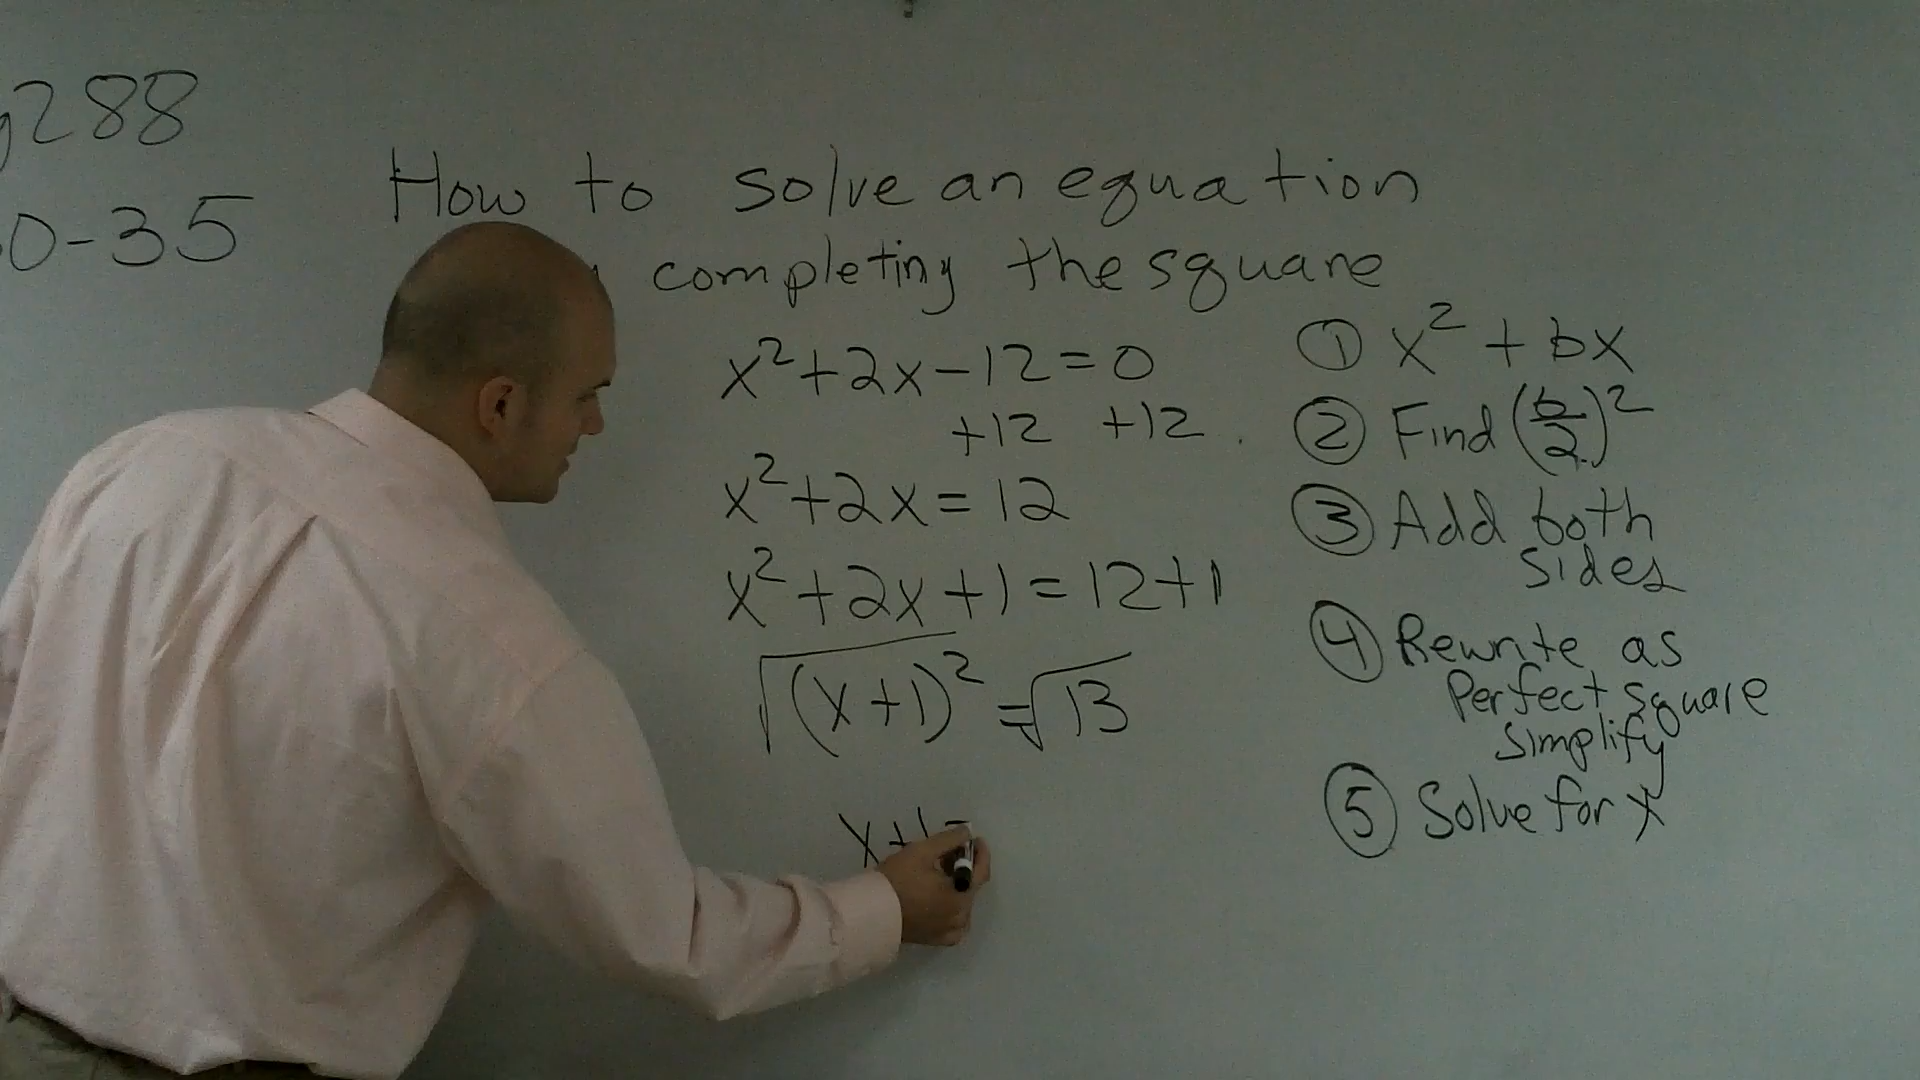 288
0-35
How to solve an equation
completing the square
x²+2x-12=0
+12 +12
x²+2x=12
x²+2x+1=12+1
√(x+1)²=√13
x+1=
① x²+bx
② Find (b/2)²
③ Add both
sides
④ Rewrite as
Perfect square
simplify
⑤ Solve for x